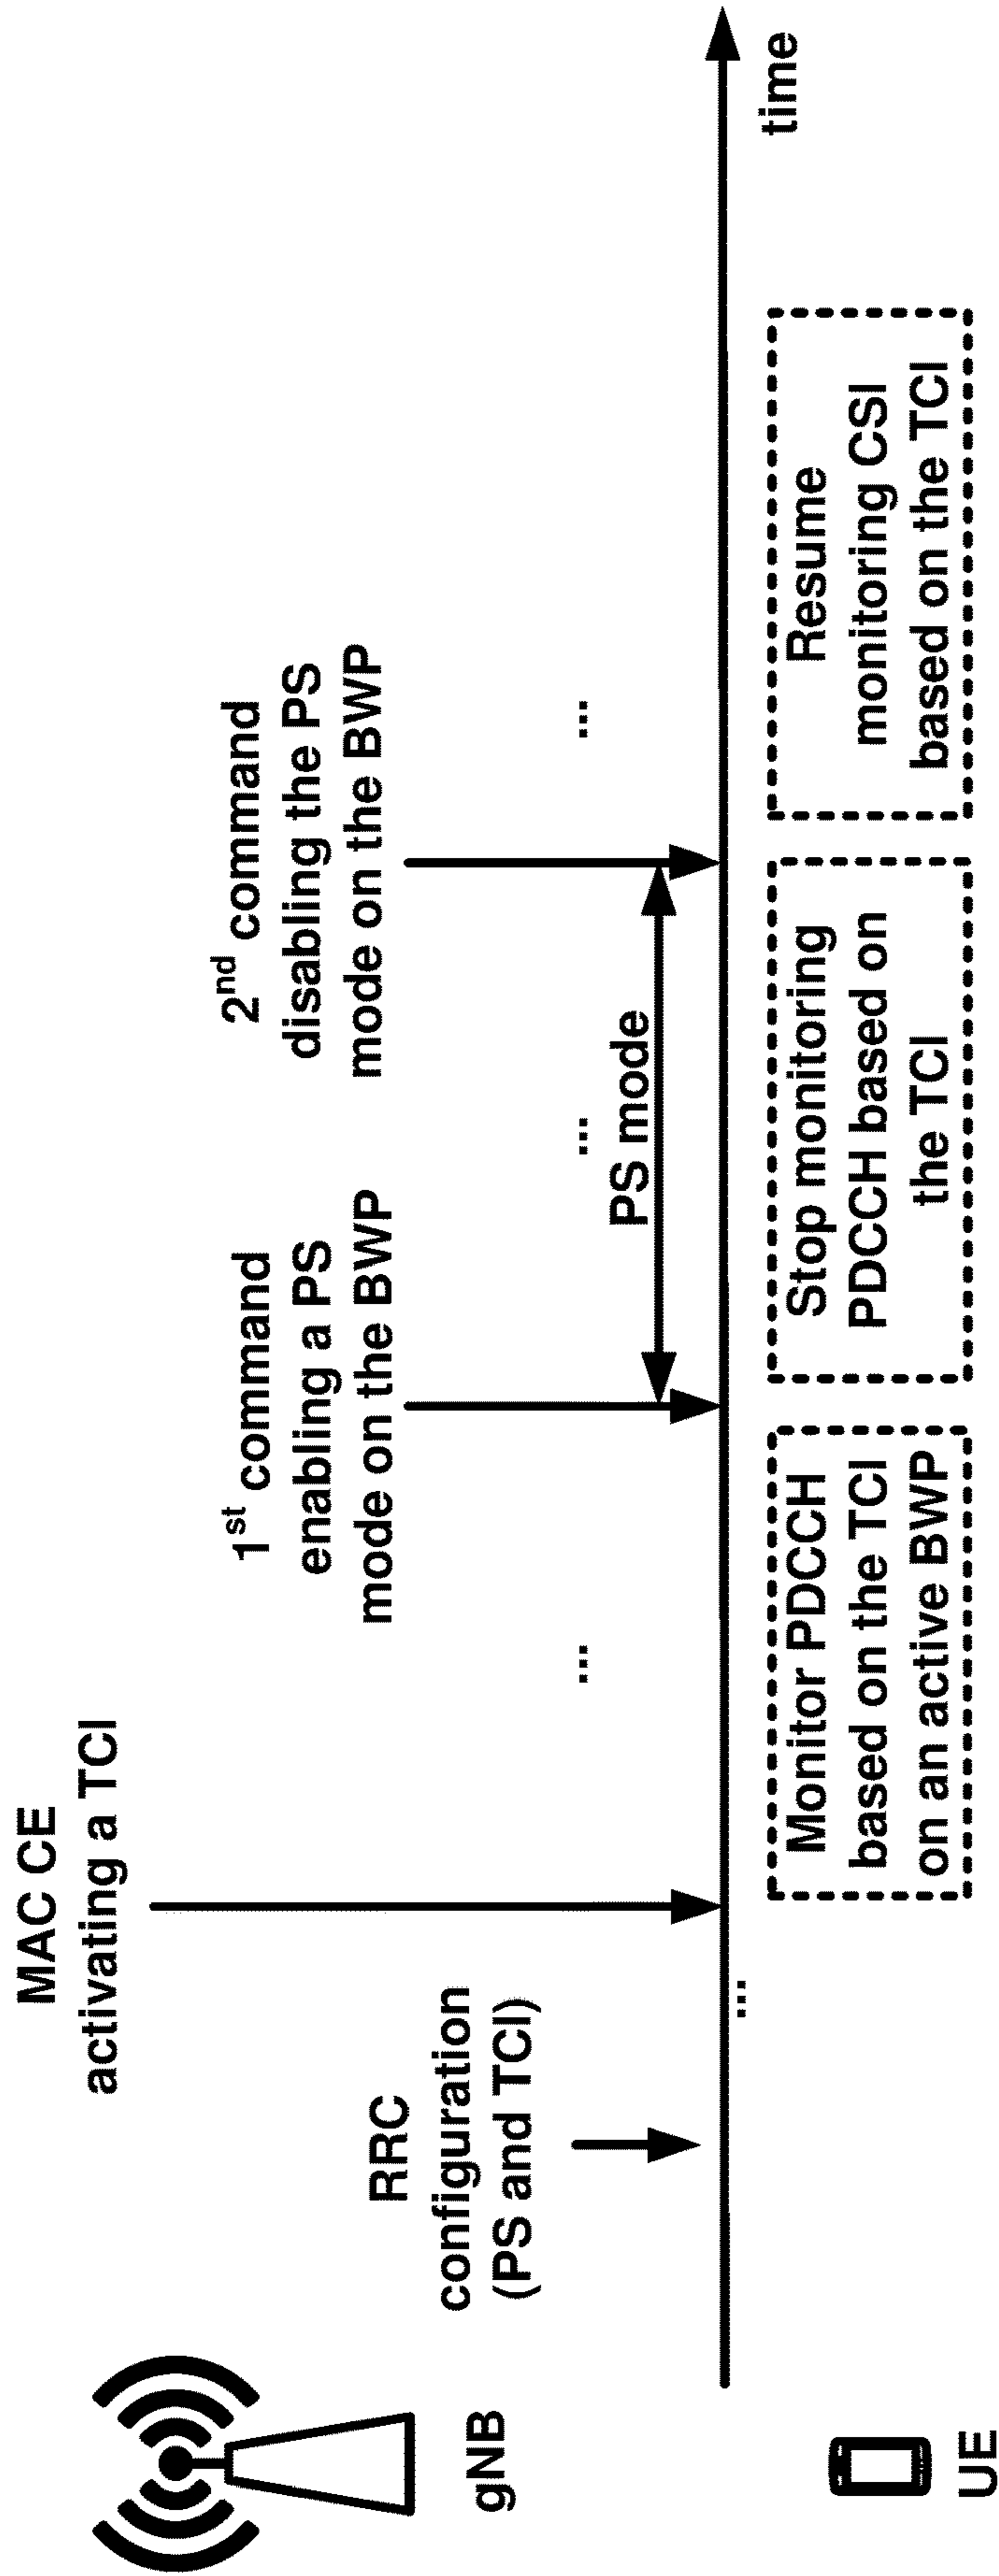 MAC CE
activating a TCI
RRC
configuration
(PS and TCI)
1st command
enabling a PS
mode on the BWP
2nd command
disabling the PS
mode on the BWP
...
...
...
...
PS mode
gNB
time
UE
Monitor PDCCH
based on the TCI
on an active BWP
Stop monitoring
PDCCH based on
the TCI
Resume
monitoring CSI
based on the TCI